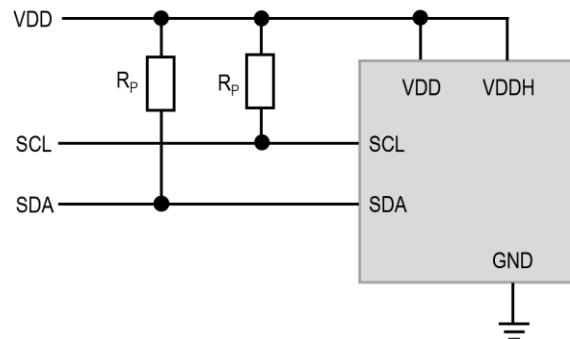 VDD
RP RP
VDD VDDH
SCL SCL
SDA SDA
GND